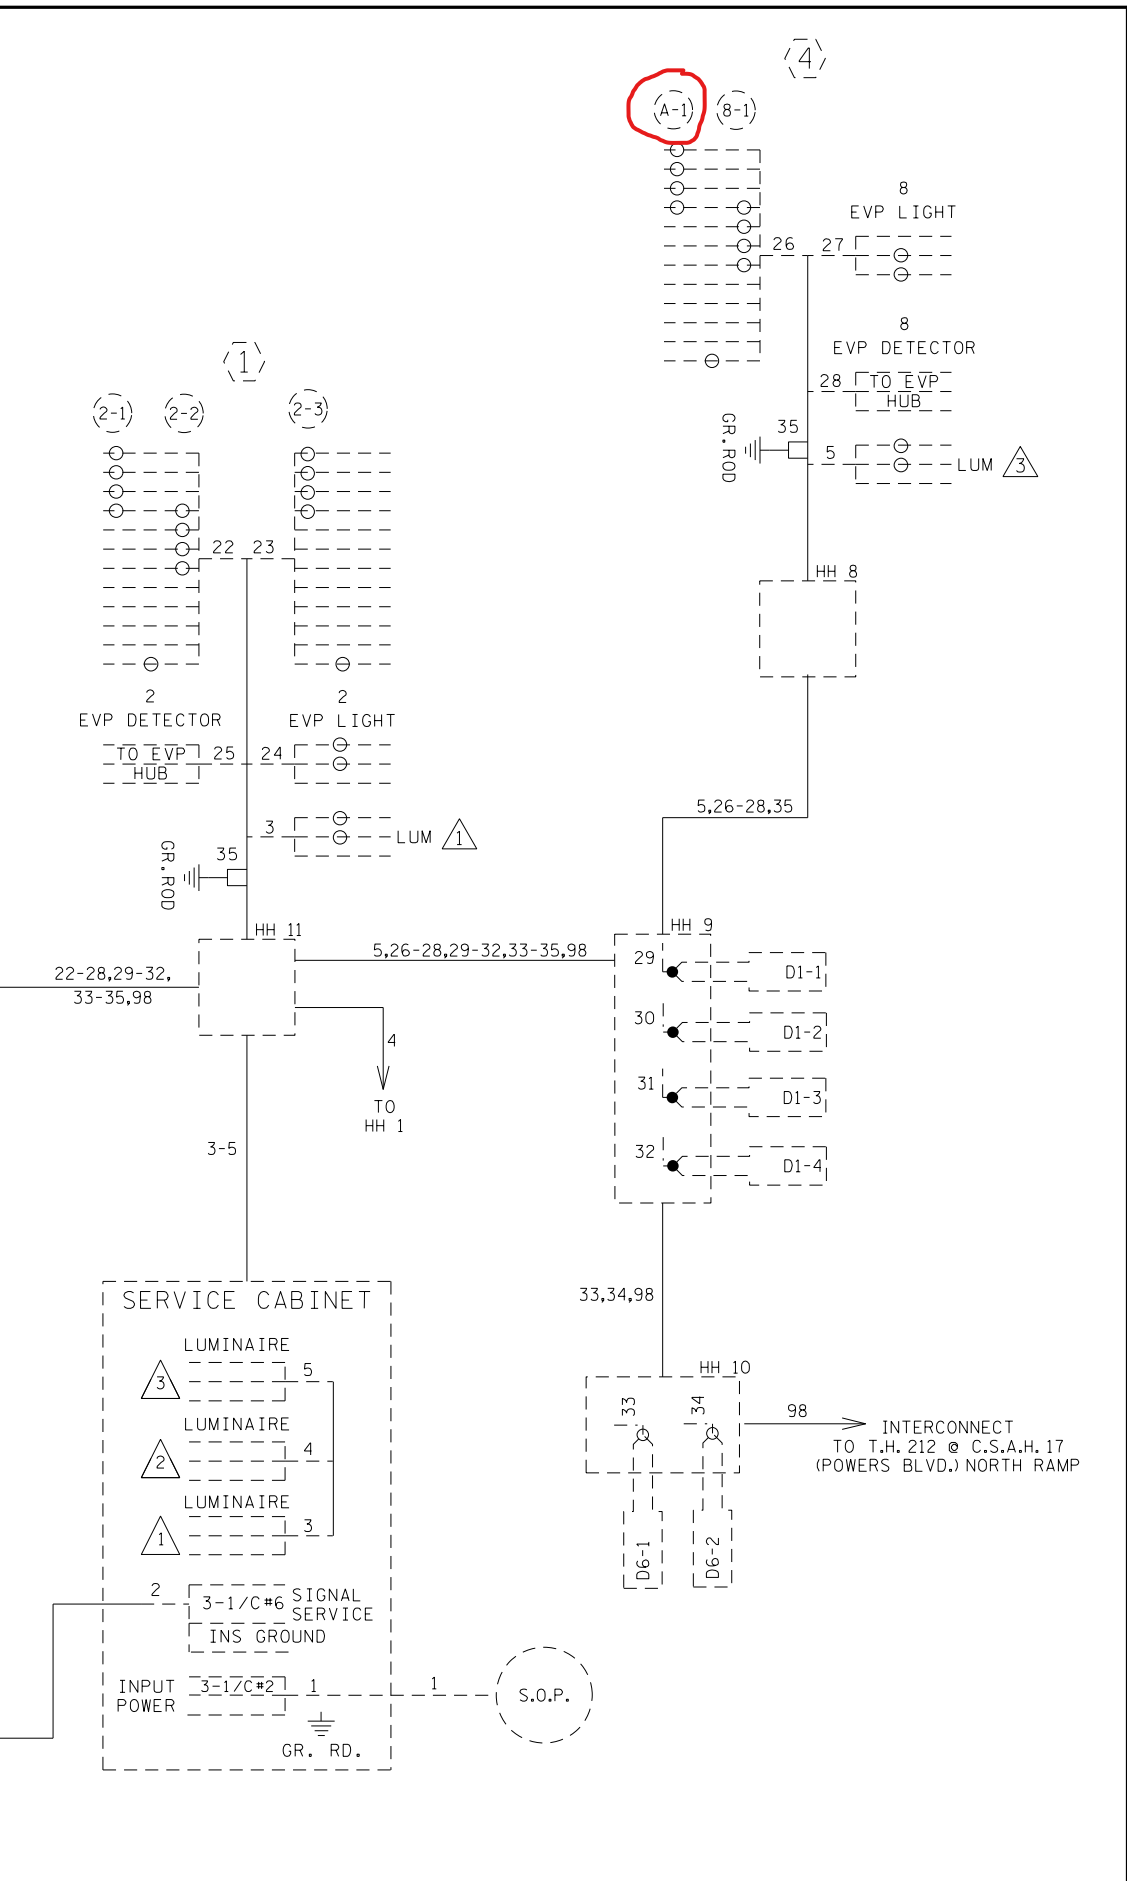 4
A-1
8-1
8
EVP LIGHT
26
27
8
EVP DETECTOR
28
TO EVP
HUB
GR.ROD
35
5
LUM
3
HH 8
1
2-1
2-2
2-3
22
23
2
EVP DETECTOR
2
EVP LIGHT
TO EVP
HUB
25
24
3
LUM
1
GR.ROD
35
5,26-28,35
HH 11
HH 9
22-28,29-32,
33-35,98
5,26-28,29-32,33-35,98
29
D1-1
30
D1-2
31
D1-3
32
D1-4
4
TO
HH 1
3-5
33,34,98
SERVICE CABINET
LUMINAIRE
3
5
LUMINAIRE
2
4
LUMINAIRE
1
3
2
3-1/C#6
SIGNAL
SERVICE
INS GROUND
INPUT
POWER
3-1/C#2
1
1
S.O.P.
GR. RD.
HH 10
33
34
98
INTERCONNECT
TO T.H. 212 @ C.S.A.H. 17
(POWERS BLVD.) NORTH RAMP
D6-1
D6-2